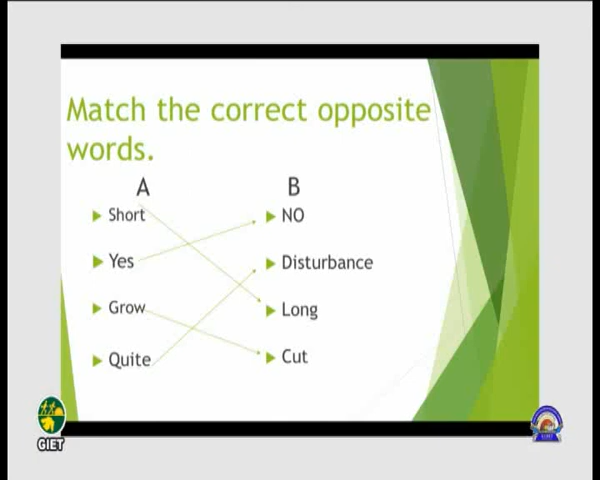 Match the correct opposite
words.
A B
Short NO
Yes Disturbance
Grow Long
Quite Cut
GIET